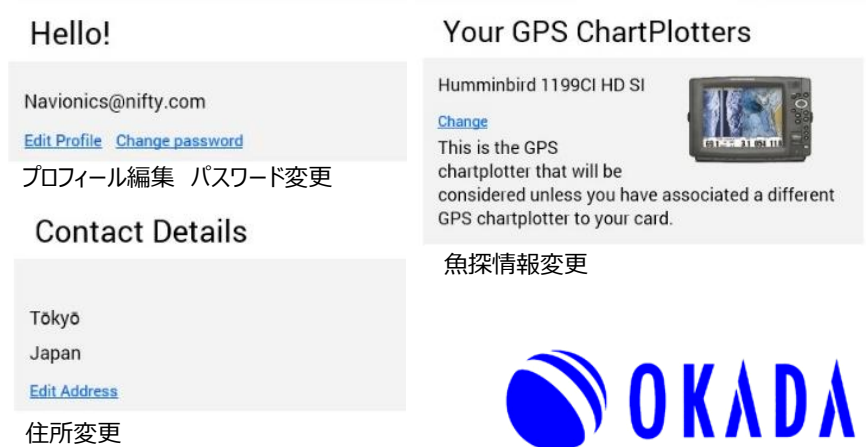 Hello!
Navionics@nifty.com
Edit Profile Change password
プロフィール編集 パスワード変更
Contact Details
Tōkyō
Japan
Edit Address
住所変更
Your GPS ChartPlotters
Humminbird 1199CI HD SI
Change
This is the GPS
chartplotter that will be
considered unless you have associated a different
GPS chartplotter to your card.
魚探情報変更
OKADA